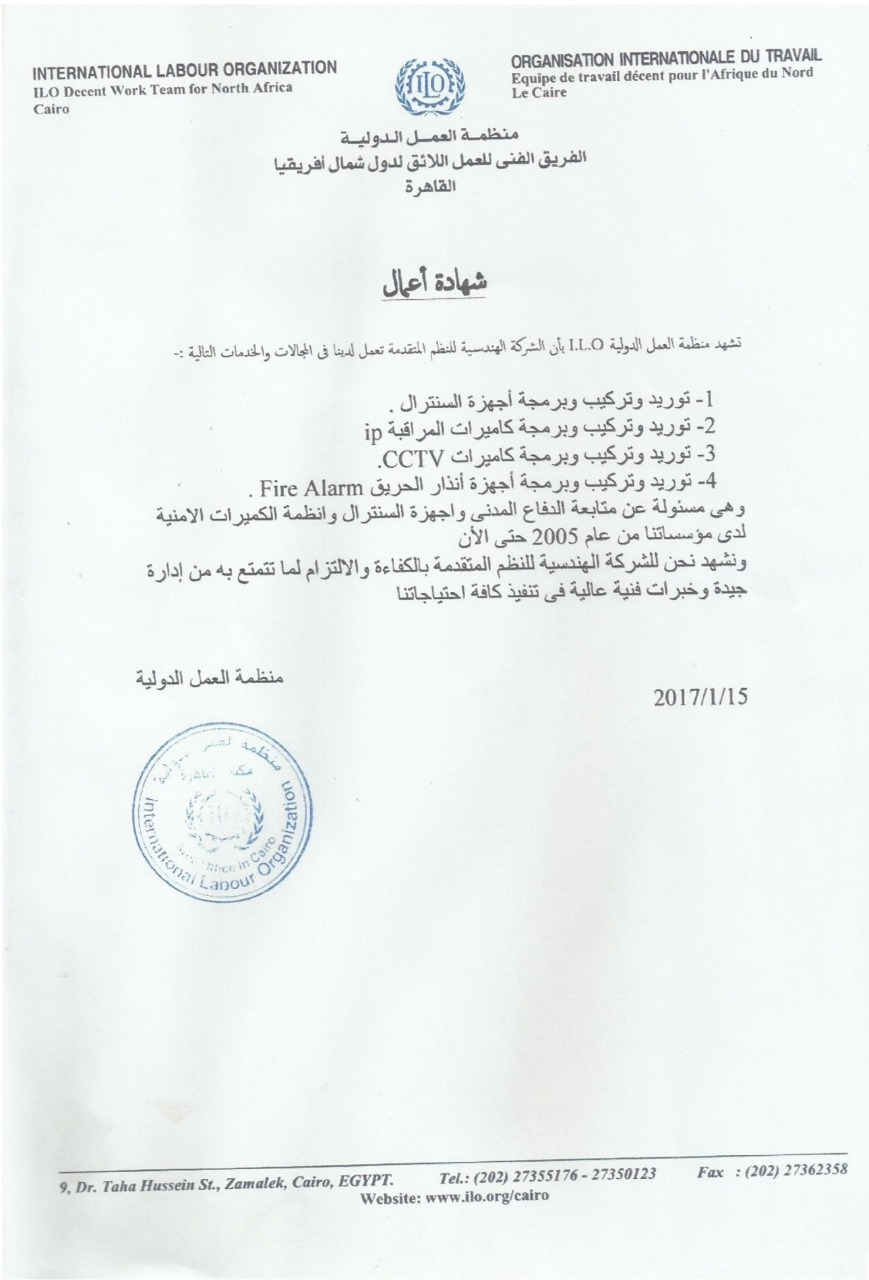 INTERNATIONAL LABOUR ORGANIZATION
ILO Decent Work Team for North Africa
Cairo
ILO
ORGANISATION INTERNATIONALE DU TRAVAIL
Equipe de travail décent pour l'Afrique du Nord
Le Caire
منظمة العمل الدولية
الفريق الفنى للعمل اللائق لدول شمال أفريقيا
القاهرة
شهادة أعمال
تشهد منظمة العمل الدولية I.L.O بأن الشركة الهندسية للنظم المتقدمة تعمل لدينا فى المجالات والخدمات التالية :-
1- توريد وتركيب وبرمجة أجهزة السنترال .
2- توريد وتركيب وبرمجة كاميرات المراقبة ip
3- توريد وتركيب وبرمجة كاميرات CCTV.
4- توريد وتركيب وبرمجة أجهزة أنذار الحريق Fire Alarm .
وهى مسئولة عن متابعة الدفاع المدنى واجهزة السنترال وانظمة الكميرات الامنية
لدى مؤسساتنا من عام 2005 حتى الأن
ونشهد نحن للشركة الهندسية للنظم المتقدمة بالكفاءة والالتزام لما تتمتع به من إدارة
جيدة وخبرات فنية عالية فى تنفيذ كافة احتياجاتنا
منظمة العمل الدولية
2017/1/15
منظمة
International Labour Organization
Office in Cairo
9, Dr. Taha Hussein St., Zamalek, Cairo, EGYPT. Tel.: (202) 27355176 - 27350123 Fax : (202) 27362358
Website: www.ilo.org/cairo